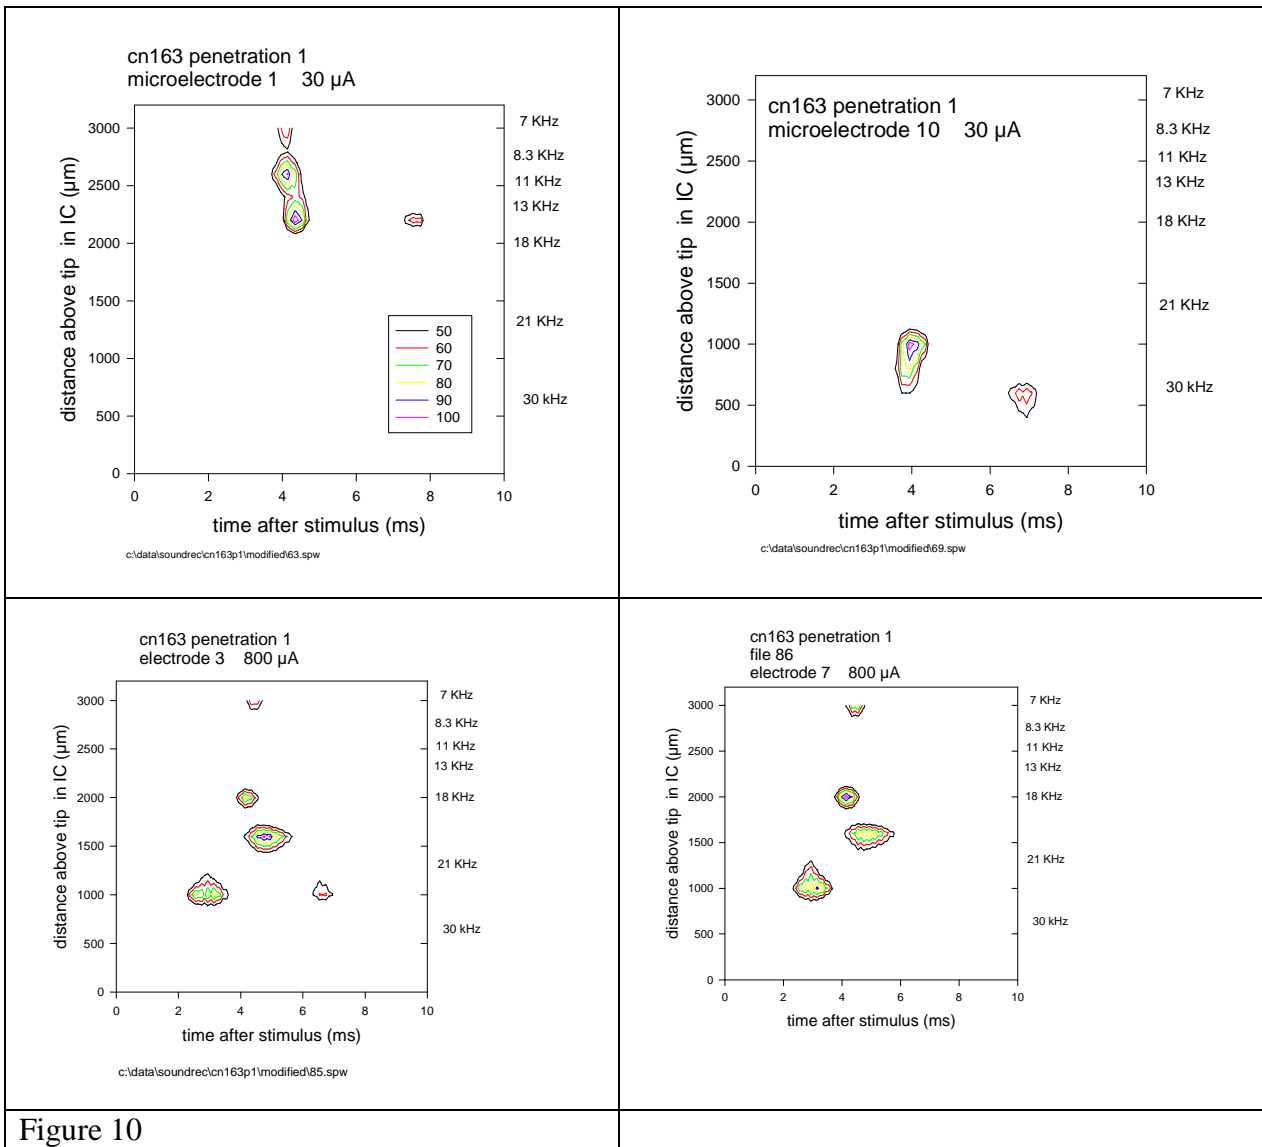 cn163 penetration 1
microelectrode 1 30 µA
distance above tip in IC (µm)
3000
2500
2000
1500
1000
500
0
7 KHz
8.3 KHz
11 KHz
13 KHz
18 KHz
21 KHz
30 kHz
50
60
70
80
90
100
0 2 4 6 8 10
time after stimulus (ms)
c:\data\soundrec\cn163p1\modified\63.spw
cn163 penetration 1
microelectrode 10 30 µA
distance above tip in IC (µm)
3000
2500
2000
1500
1000
500
0
7 KHz
8.3 KHz
11 KHz
13 KHz
18 KHz
21 KHz
30 kHz
0 2 4 6 8 10
time after stimulus (ms)
c:\data\soundrec\cn163p1\modified\69.spw
cn163 penetration 1
electrode 3 800 µA
distance above tip in IC (µm)
3000
2500
2000
1500
1000
500
0
7 KHz
8.3 KHz
11 KHz
13 KHz
18 KHz
21 KHz
30 kHz
0 2 4 6 8 10
time after stimulus (ms)
c:\data\soundrec\cn163p1\modified\85.spw
cn163 penetration 1
file 86
electrode 7 800 µA
distance above tip in IC (µm)
3000
2500
2000
1500
1000
500
0
7 KHz
8.3 KHz
11 KHz
13 KHz
18 KHz
21 KHz
30 kHz
0 2 4 6 8 10
time after stimulus (ms)
Figure 10